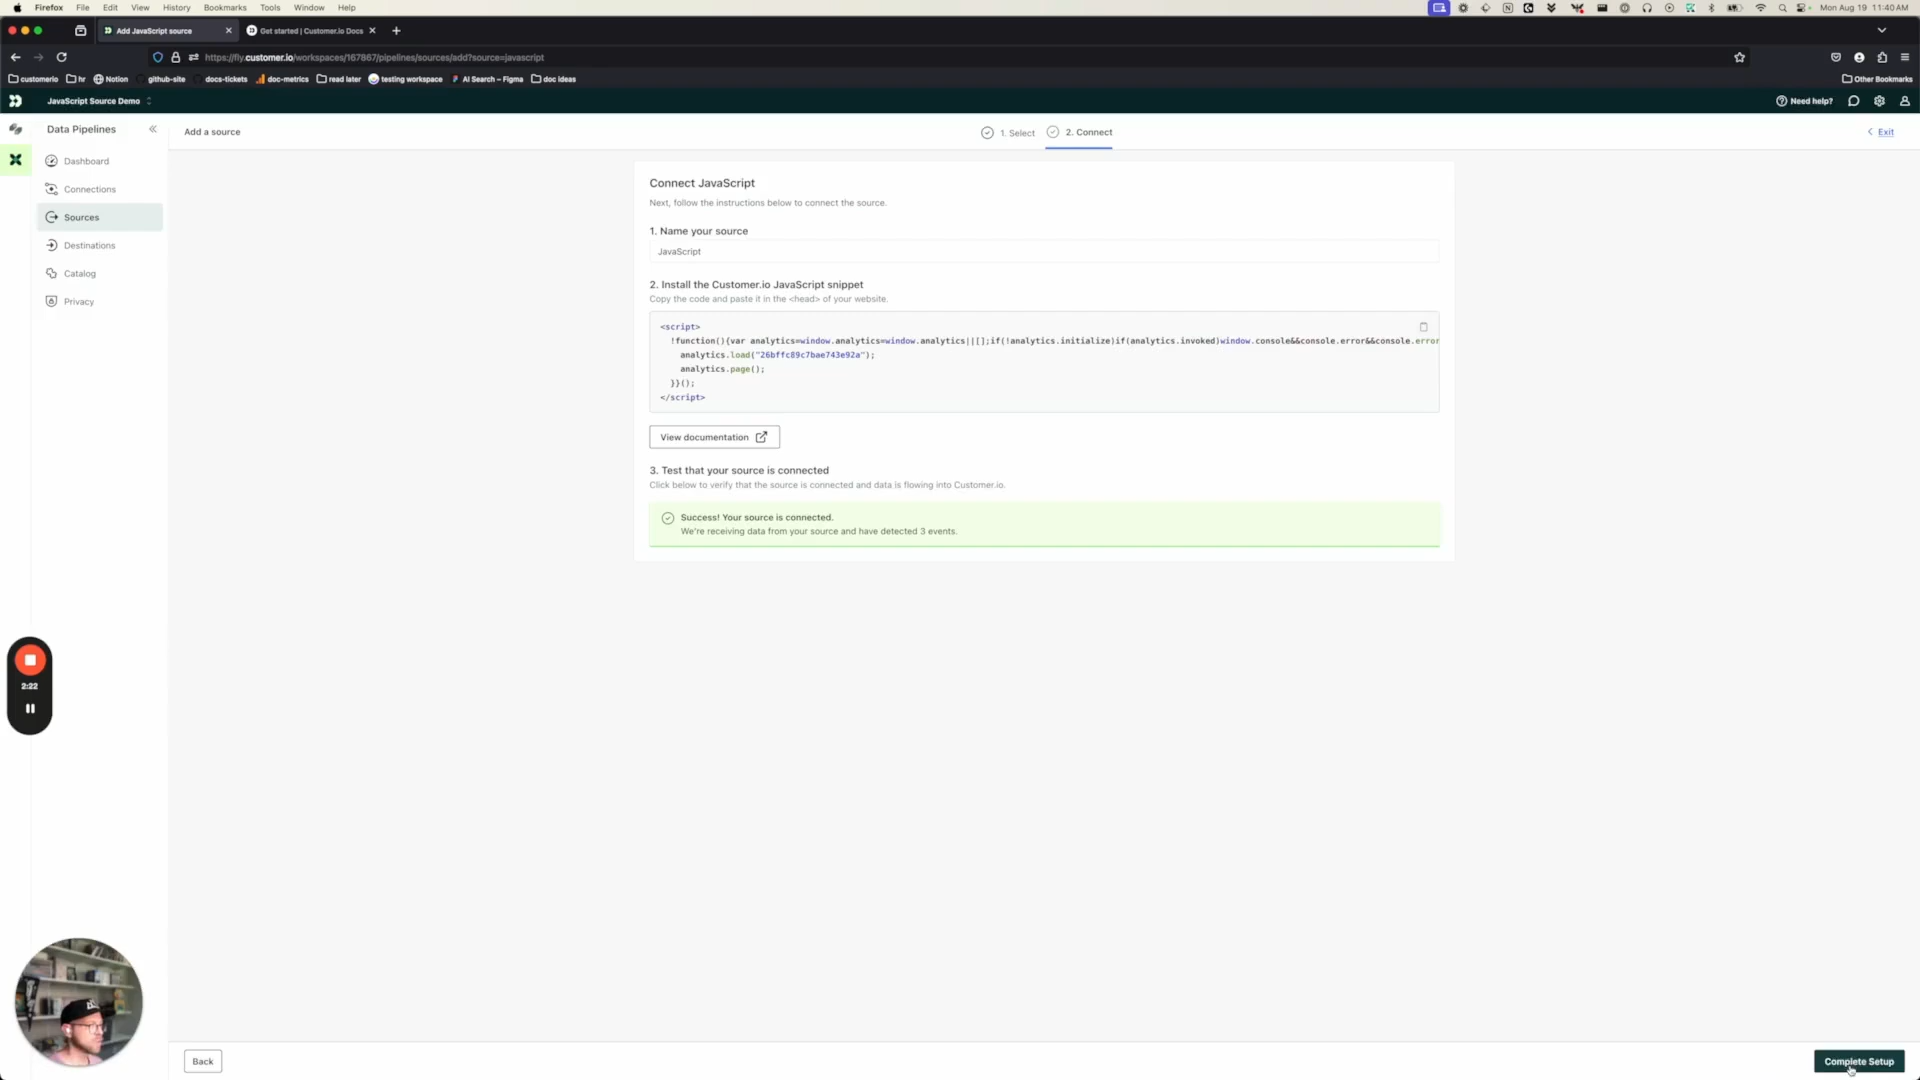 Firefox File Edit View History Bookmarks Tools Window Help Mon Aug 19 11:40 AM
Add JavaScript source Get started | Customer.io Docs
https://fly.customer.io/workspaces/167867/pipelines/sources/add?source=javascript
customerio hr Notion github-site docs-tickets doc-metrics read later testing workspace AI Search – Figma doc ideas Other Bookmarks
JavaScript Source Demo Need help?
Data Pipelines
Add a source 1. Select 2. Connect Exit
Dashboard
Connections
Sources
Destinations
Catalog
Privacy
Connect JavaScript
Next, follow the instructions below to connect the source.
1. Name your source
JavaScript
2. Install the Customer.io JavaScript snippet
Copy the code and paste it in the <head> of your website.
<script>
!function(){var analytics=window.analytics=window.analytics||[];if(!analytics.initialize)if(analytics.invoked)window.console&&console.error&&console.error
analytics.load("26bffc89c7bae743e92a");
analytics.page();
}}();
</script>
View documentation
3. Test that your source is connected
Click below to verify that the source is connected and data is flowing into Customer.io.
Success! Your source is connected.
We're receiving data from your source and have detected 3 events.
2:22
Back
Complete Setup